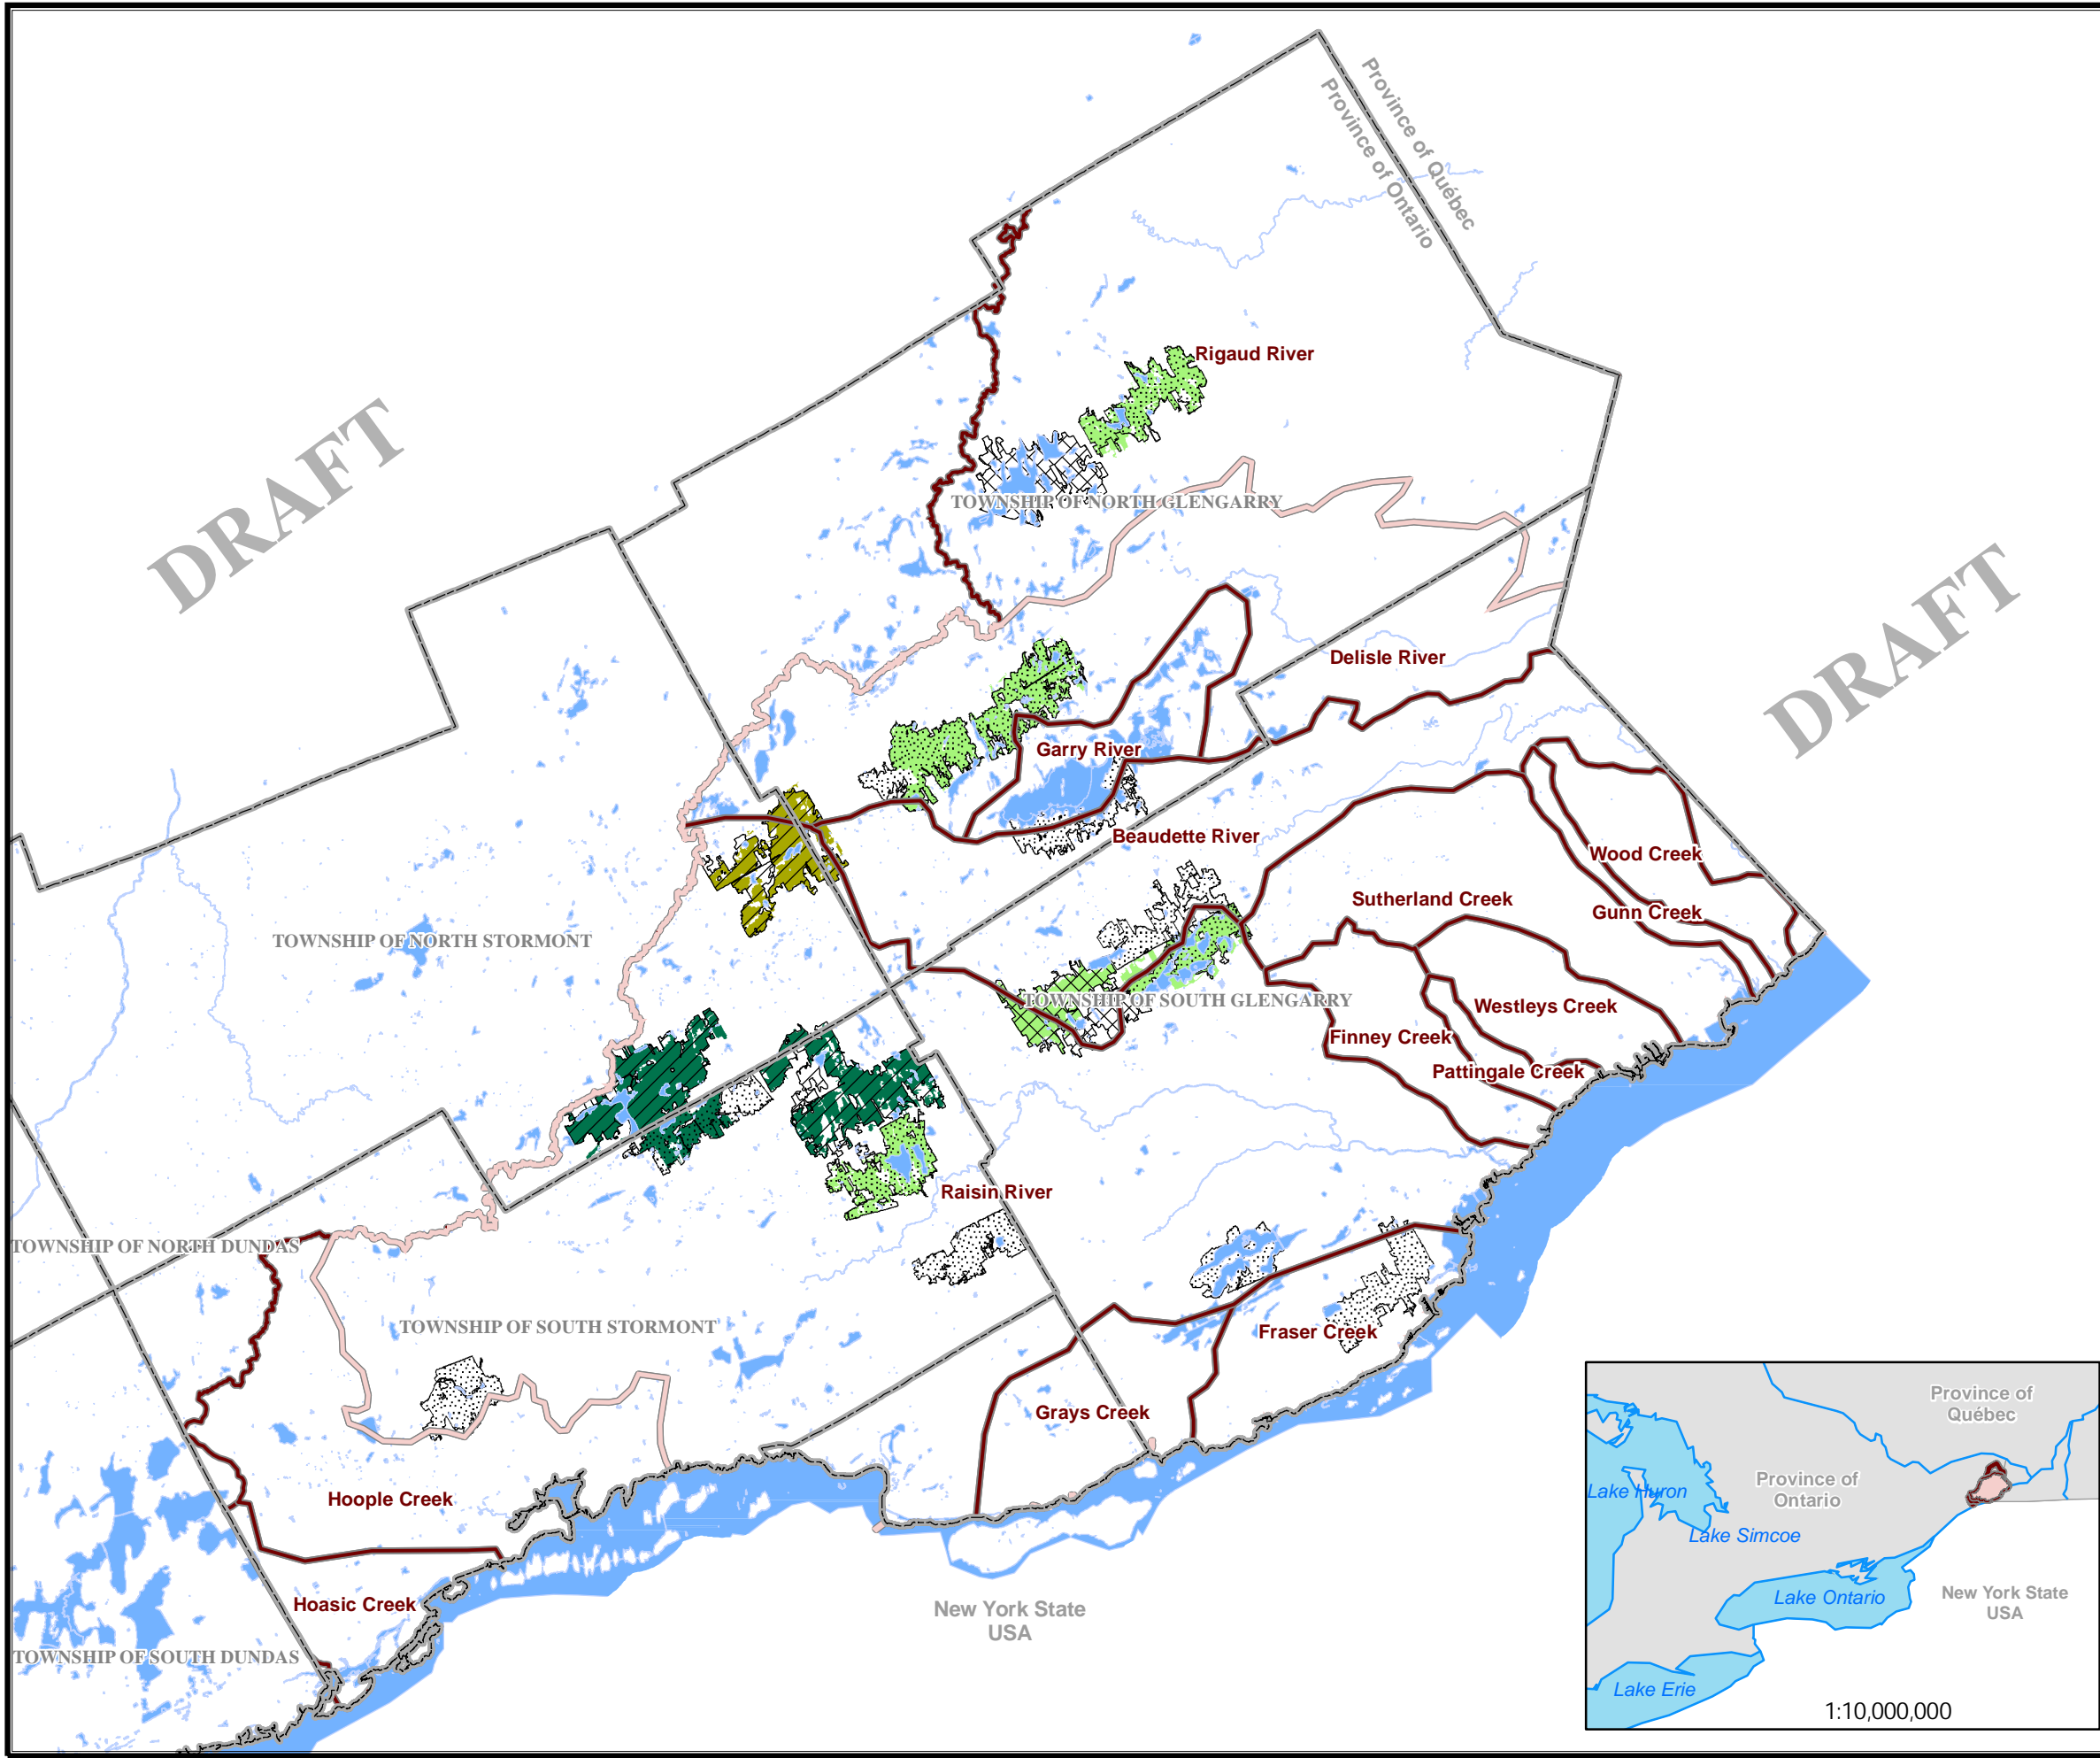 Province of Québec
Province of Ontario
Rigaud River
DRAFT
TOWNSHIP OF NORTH GLENGARRY
DRAFT
Delisle River
Garry River
Beaudette River
Wood Creek
Sutherland Creek
Gunn Creek
TOWNSHIP OF NORTH STORMONT
TOWNSHIP OF SOUTH GLENGARRY
Westleys Creek
Finney Creek
Pattingale Creek
Raisin River
TOWNSHIP OF NORTH DUNDAS
TOWNSHIP OF SOUTH STORMONT
Fraser Creek
Grays Creek
Hoople Creek
Hoasic Creek
New York State
USA
TOWNSHIP OF SOUTH DUNDAS
Province of
Québec
Province of
Ontario
Lake Huron
Lake Simcoe
Lake Ontario
New York State
USA
Lake Erie
1:10,000,000